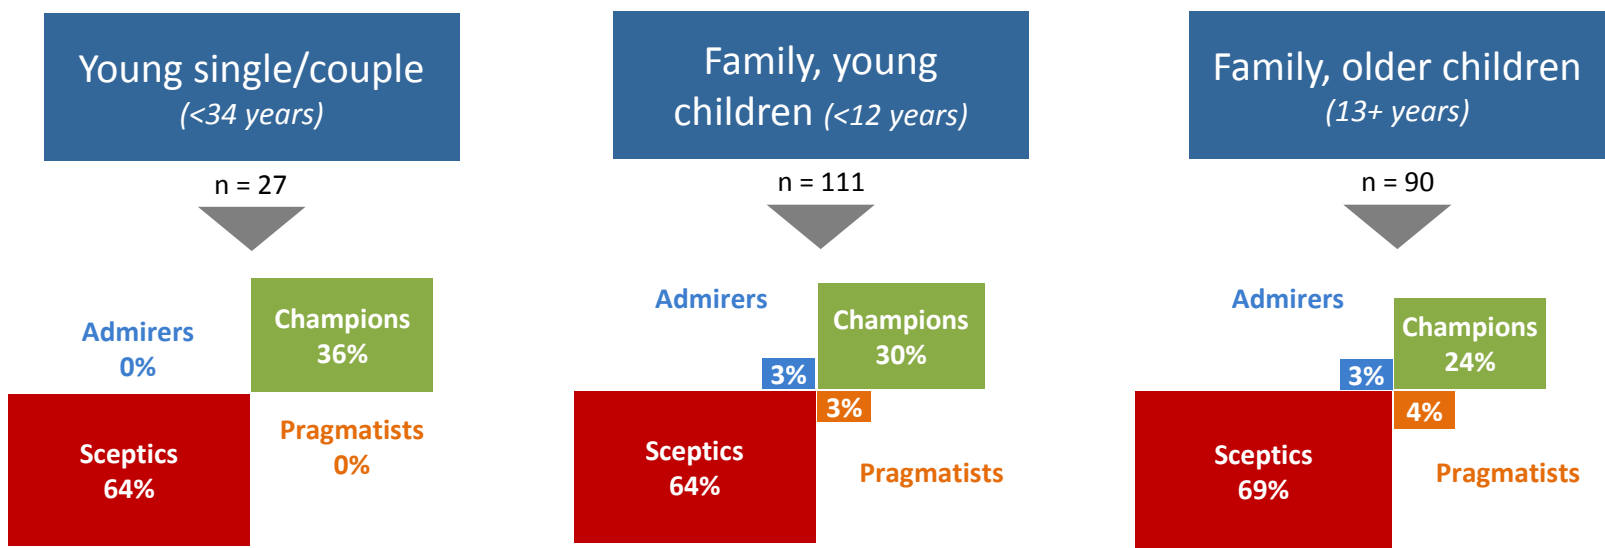 Young single/couple
(<34 years)
n = 27
Admirers
0%
Champions
36%
Sceptics
64%
Pragmatists
0%
Family, young
children (<12 years)
n = 111
Admirers
3%
Champions
30%
Sceptics
64%
3%
Pragmatists
Family, older children
(13+ years)
n = 90
Admirers
3%
Champions
24%
Sceptics
69%
4%
Pragmatists